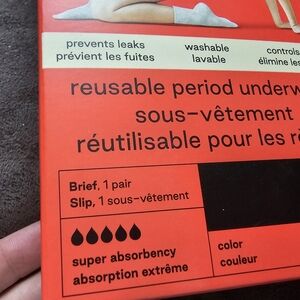 prevents leaks
prévient les fuites
washable
lavable
controls
élimine les
reusable period underw
sous-vêtement
réutilisable pour les rè
Brief, 1 pair
Slip, 1 sous-vêtement
super absorbency
absorption extrême
color
couleur